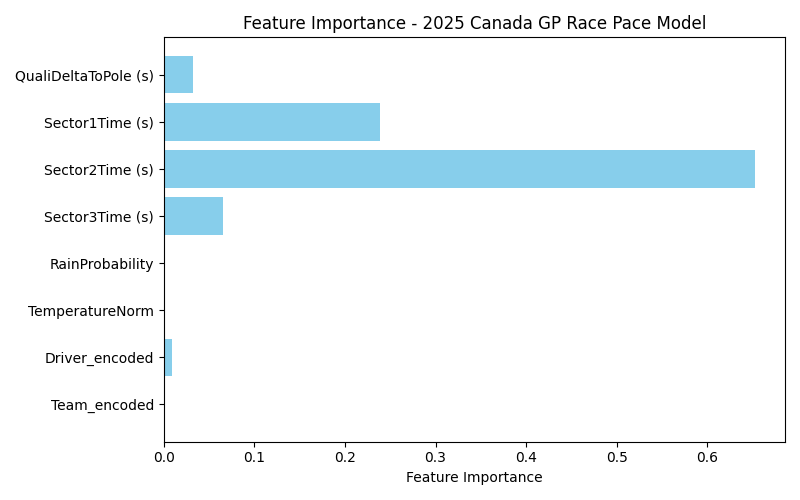 Feature Importance - 2025 Canada GP Race Pace Model
QualiDeltaToPole (s)
Sector1Time (s)
Sector2Time (s)
Sector3Time (s)
RainProbability
TemperatureNorm
Driver_encoded
Team_encoded
0.0 0.1 0.2 0.3 0.4 0.5 0.6
Feature Importance